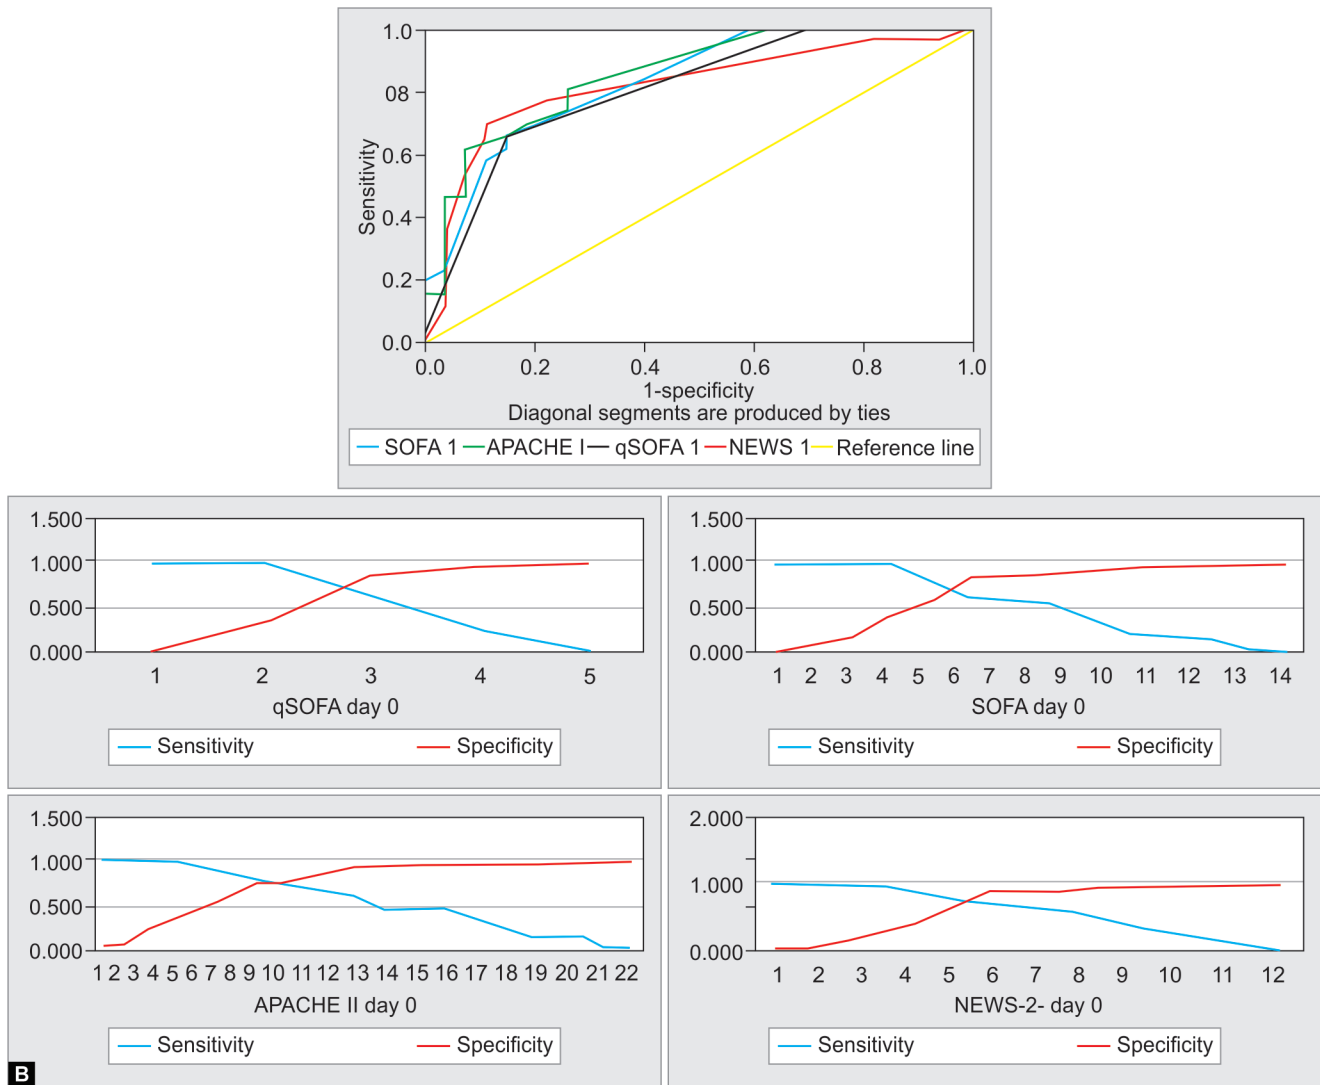 1.0
08
0.6
0.4
0.2
0.0
Sensitivity
0.0 0.2 0.4 0.6 0.8 1.0
1-specificity
Diagonal segments are produced by ties
SOFA 1 APACHE I qSOFA 1 NEWS 1 Reference line
1.500
1.000
0.500
0.000
1 2 3 4 5
qSOFA day 0
Sensitivity Specificity
1.500
1.000
0.500
0.000
1 2 3 4 5 6 7 8 9 10 11 12 13 14
SOFA day 0
Sensitivity Specificity
1.500
1.000
0.500
0.000
1 2 3 4 5 6 7 8 9 10 11 12 13 14 15 16 17 18 19 20 21 22
APACHE II day 0
Sensitivity Specificity
2.000
1.000
0.000
1 2 3 4 5 6 7 8 9 10 11 12
NEWS-2- day 0
Sensitivity Specificity
B